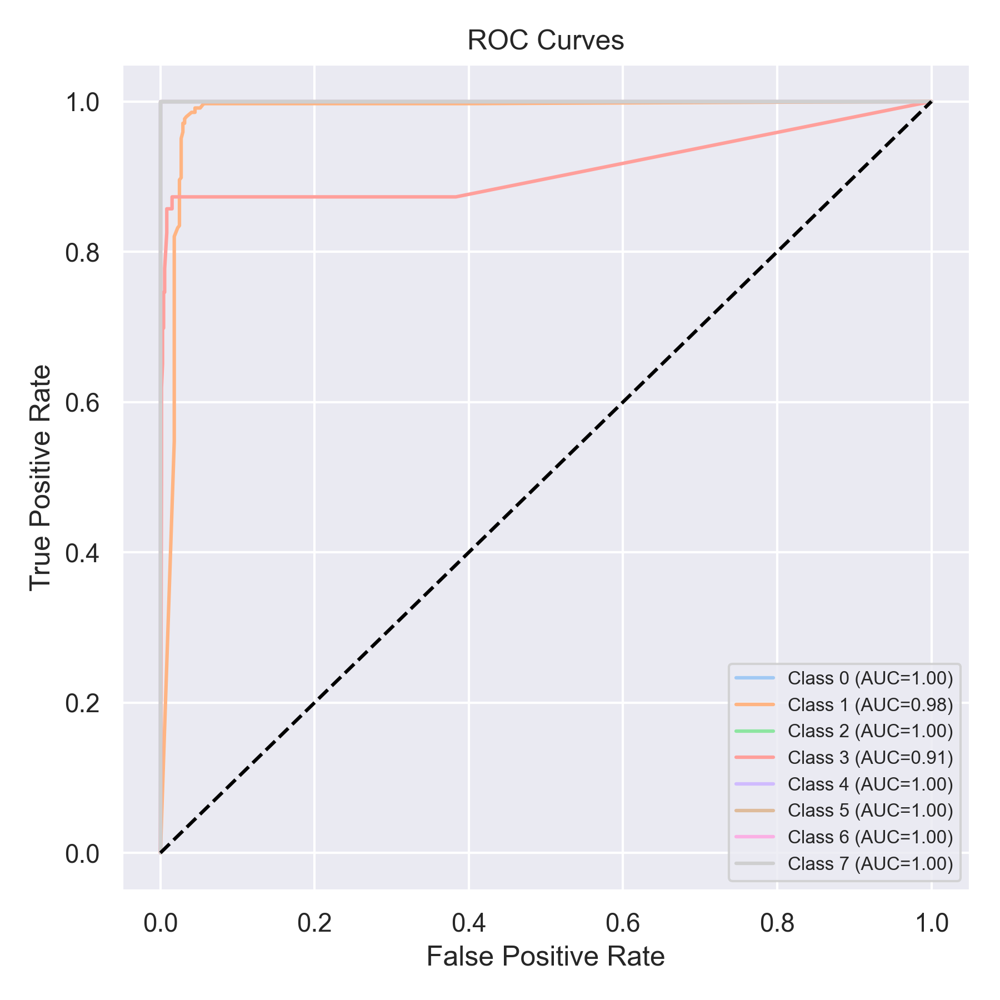 ROC Curves
1.0
0.8
0.6
0.4
0.2
0.0
True Positive Rate
Class 0 (AUC=1.00)
Class 1 (AUC=0.98)
Class 2 (AUC=1.00)
Class 3 (AUC=0.91)
Class 4 (AUC=1.00)
Class 5 (AUC=1.00)
Class 6 (AUC=1.00)
Class 7 (AUC=1.00)
0.0 0.2 0.4 0.6 0.8 1.0
False Positive Rate